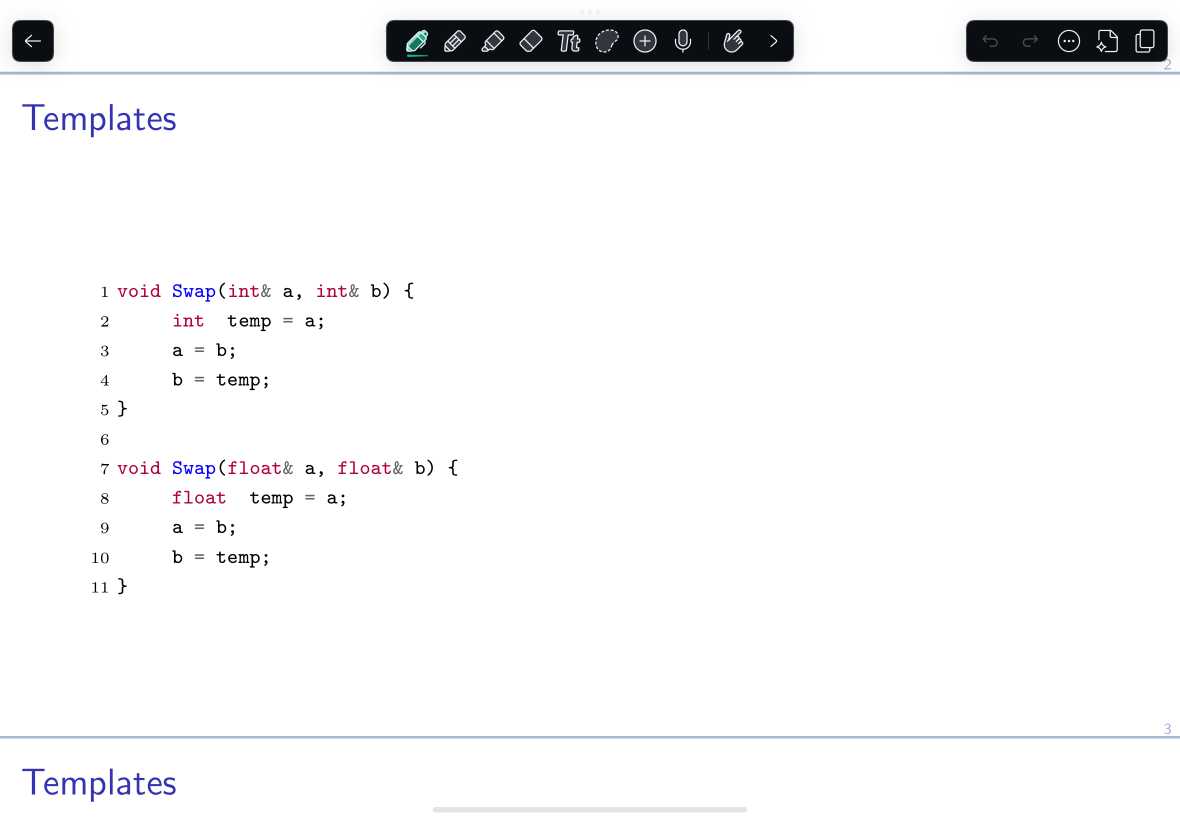 Tt
2
Templates
1 void Swap(int& a, int& b) {
2 int temp = a;
3 a = b;
4 b = temp;
5 }
6
7 void Swap(float& a, float& b) {
8 float temp = a;
9 a = b;
10 b = temp;
11 }
3
Templates